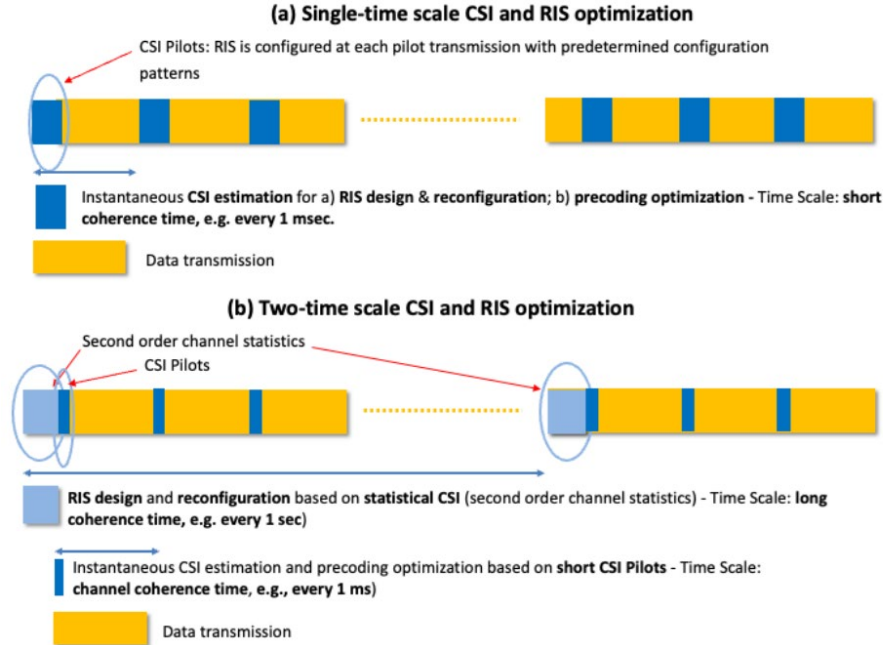 (a) Single-time scale CSI and RIS optimization
CSI Pilots: RIS is configured at each pilot transmission with predetermined configuration
patterns
Instantaneous CSI estimation for a) RIS design & reconfiguration; b) precoding optimization - Time Scale: short
coherence time, e.g. every 1 msec.
Data transmission
(b) Two-time scale CSI and RIS optimization
Second order channel statistics
CSI Pilots
RIS design and reconfiguration based on statistical CSI (second order channel statistics) - Time Scale: long
coherence time, e.g. every 1 sec)
Instantaneous CSI estimation and precoding optimization based on short CSI Pilots - Time Scale:
channel coherence time, e.g., every 1 ms)
Data transmission